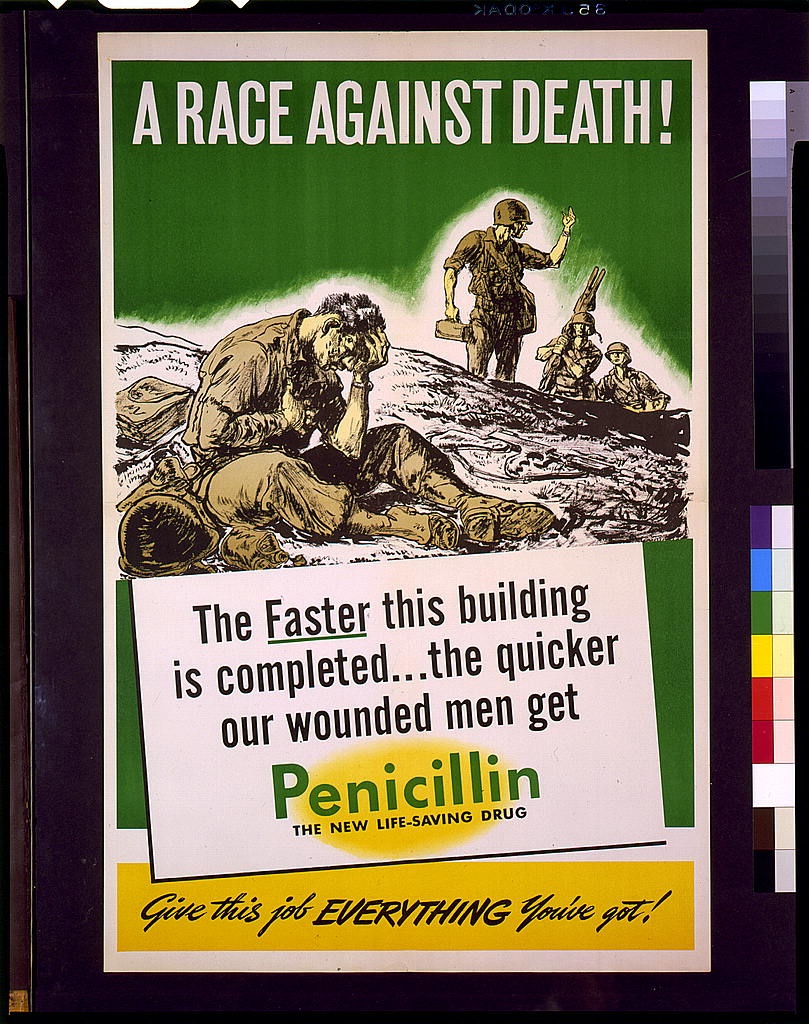 A RACE AGAINST DEATH!
The Faster this building
is completed...the quicker
our wounded men get
Penicillin
THE NEW LIFE-SAVING DRUG
Give this job EVERYTHING You've got!